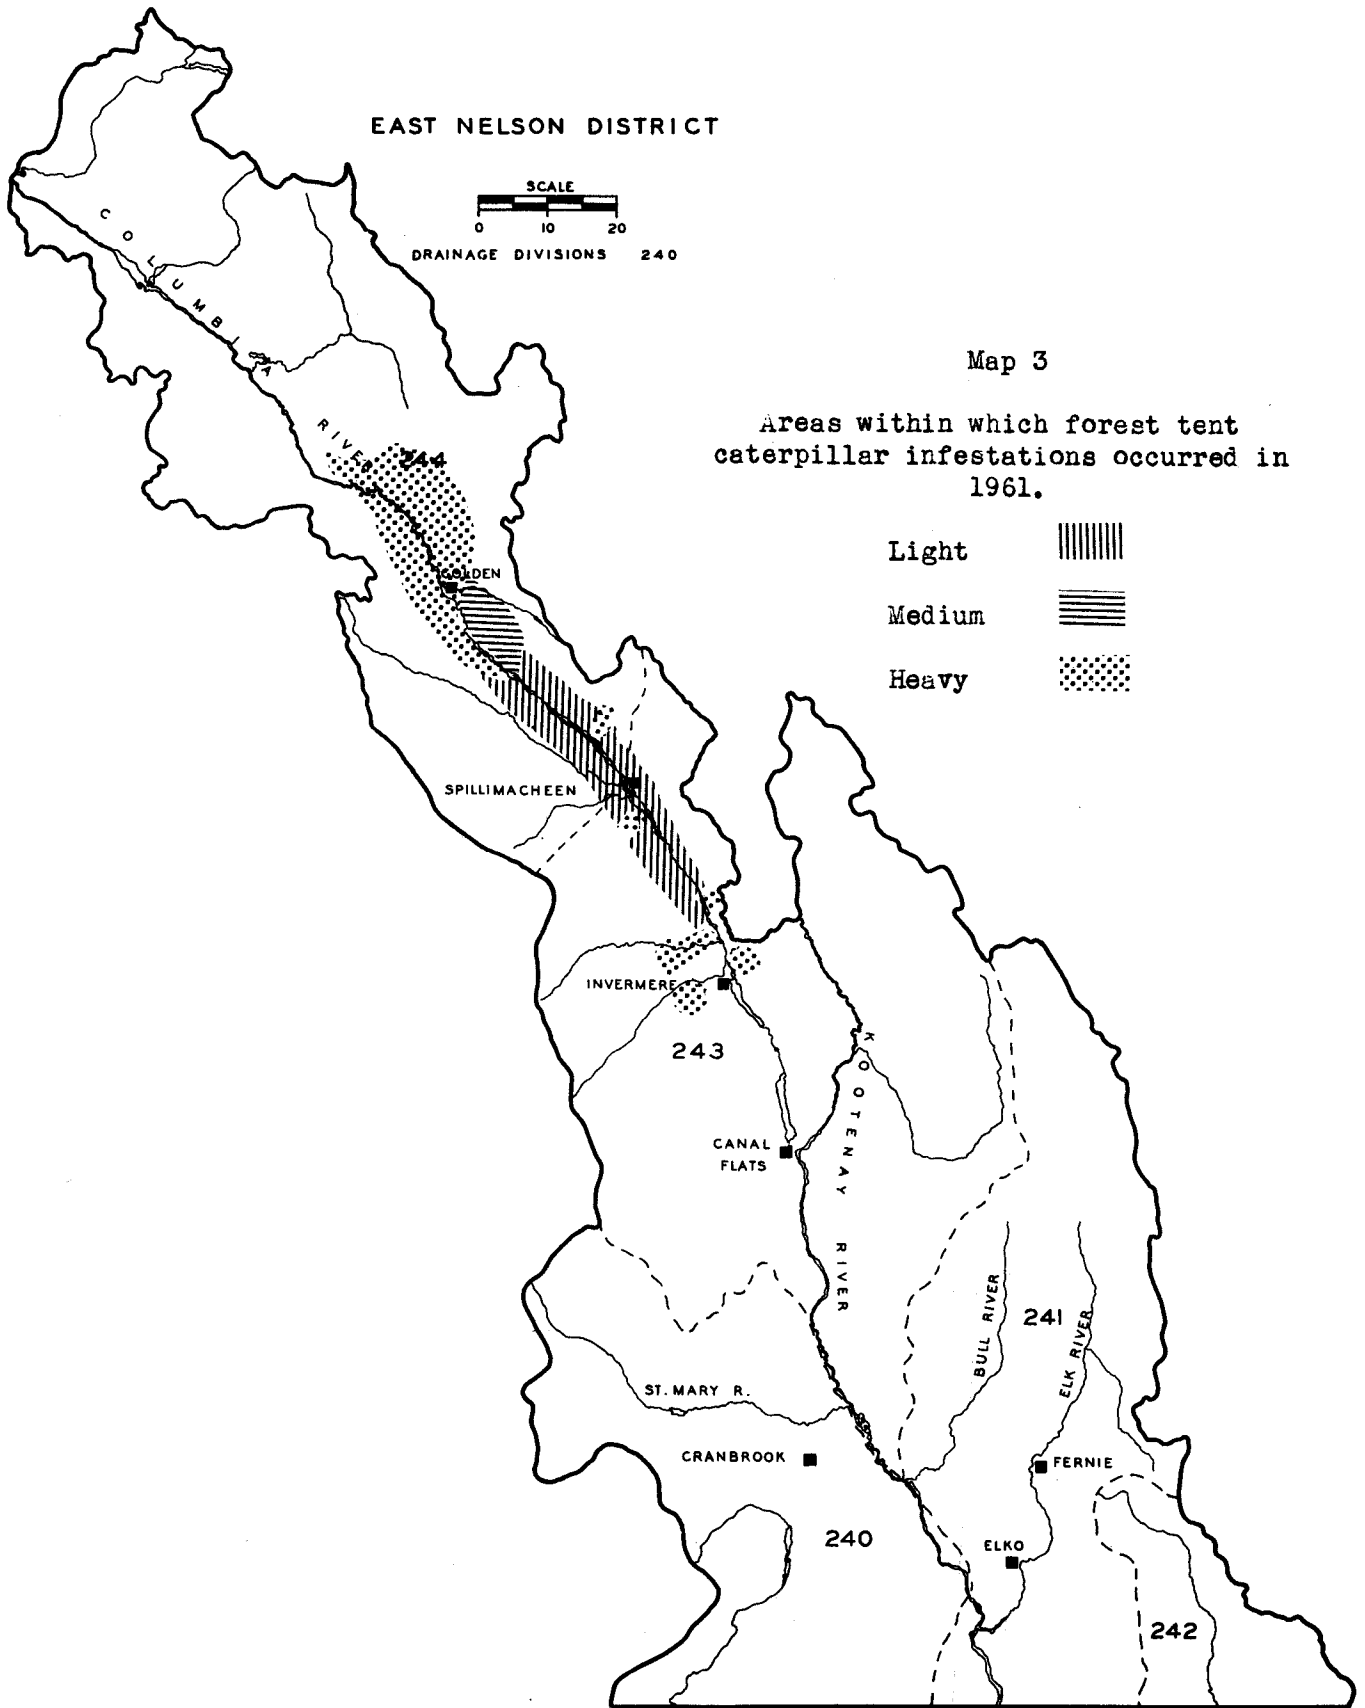 EAST NELSON DISTRICT
SCALE
0 10 20
DRAINAGE DIVISIONS 240
COLUMBIA
RIVER
Map 3
Areas within which forest tent
caterpillar infestations occurred in
1961.
Light
Medium
Heavy
244
GOLDEN
SPILLIMACHEEN
INVERMERE
243
KOOTENAY RIVER
CANAL
FLATS
BULL RIVER
241
ELK RIVER
ST. MARY R.
CRANBROOK
FERNIE
240
ELKO
242